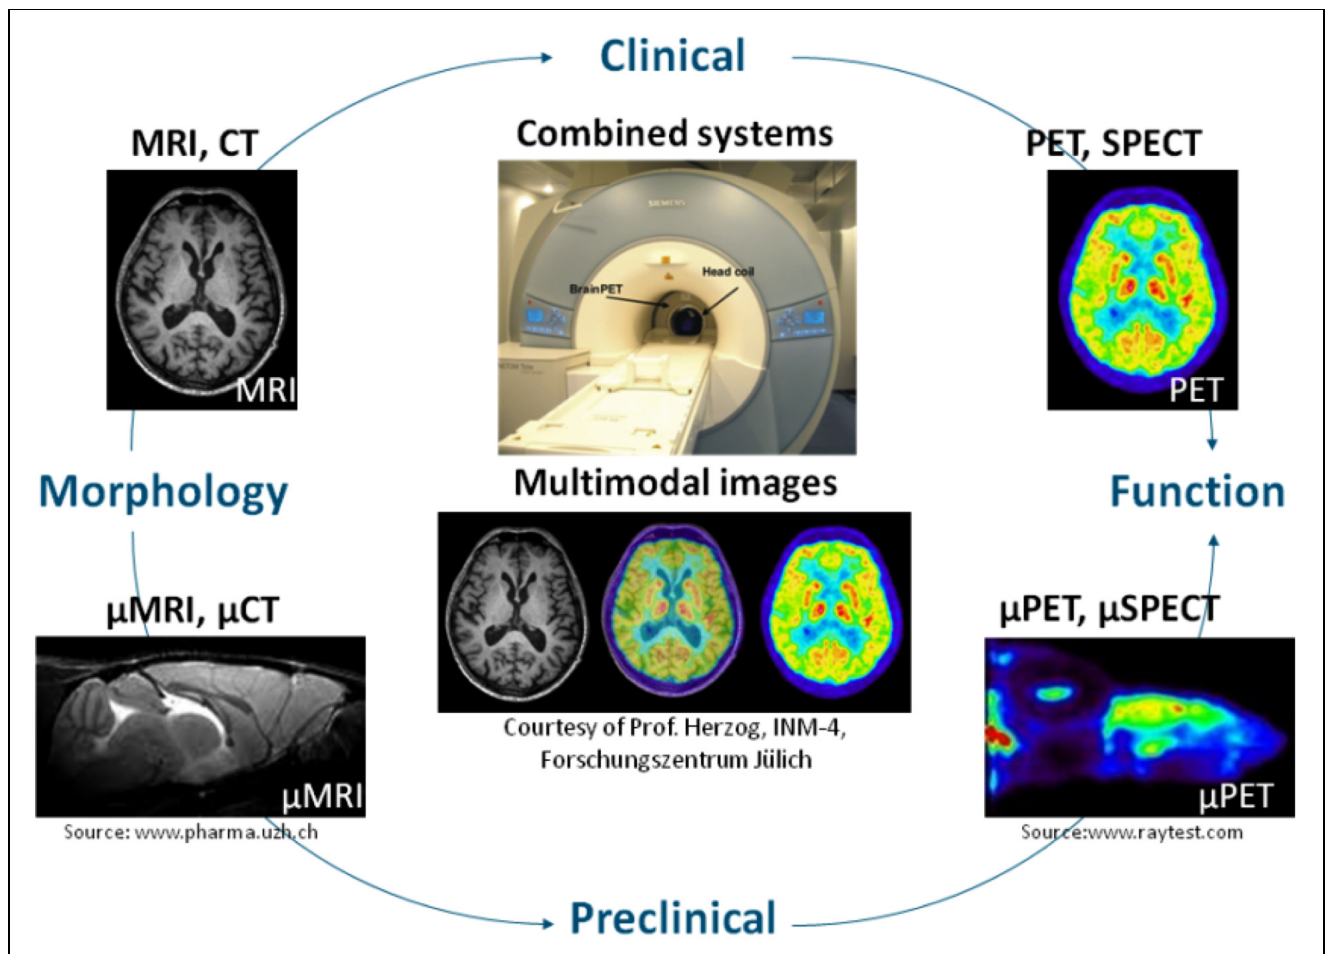 Clinical
MRI, CT
Combined systems
PET, SPECT
SIEMENS
Head coil
BrainPET
MRI
PET
Morphology
Multimodal images
Function
μMRI, μCT
μPET, μSPECT
Courtesy of Prof. Herzog, INM-4,
Forschungszentrum Jülich
μMRI
μPET
Source: www.pharma.uzh.ch
Source:www.raytest.com
Preclinical